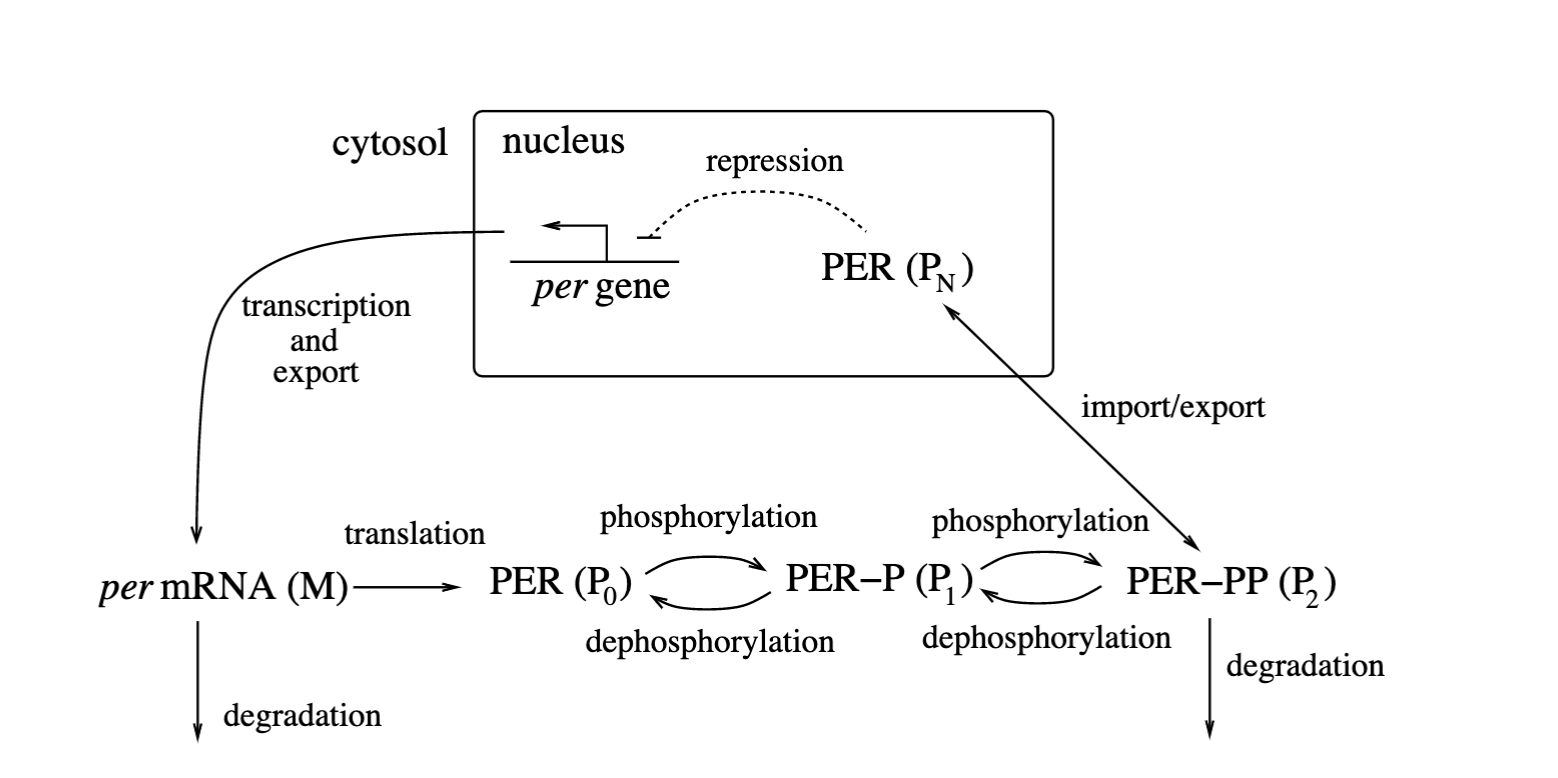 cytosol
nucleus
repression
per gene
PER (PN)
transcription
and
export
import/export
translation
phosphorylation
phosphorylation
per mRNA (M)
PER (P0)
PER–P (P1)
PER–PP (P2)
dephosphorylation
dephosphorylation
degradation
degradation